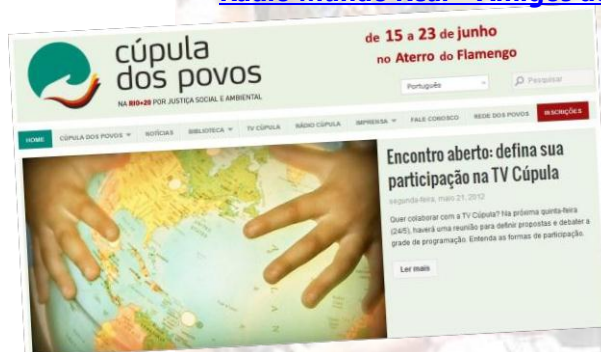 cúpula
dos povos
NA RIO+20 POR JUSTIÇA SOCIAL E AMBIENTAL
de 15 a 23 de junho
no Aterro do Flamengo
Português
Pesquisar
HOME CÚPULA DOS POVOS NOTÍCIAS BIBLIOTECA TV CÚPULA RÁDIO CÚPULA IMPRENSA FALE CONOSCO REDE DOS POVOS INSCRIÇÕES
Encontro aberto: defina sua
participação na TV Cúpula
segunda-feira, maio 21, 2012
Quer colaborar com a TV Cúpula? Na próxima quinta-feira
(24/5), haverá uma reunião para definir propostas e debater a
grade de programação. Entenda as formas de participação.
Ler mais